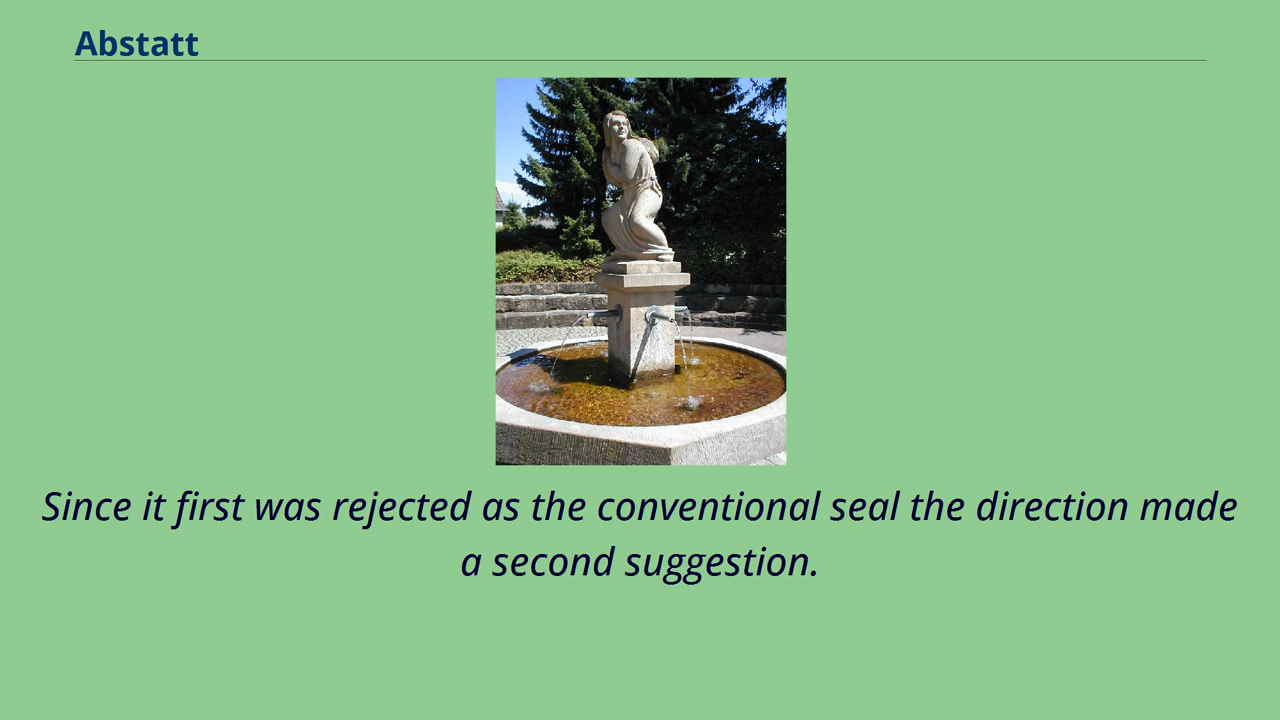 Abstatt
Since it first was rejected as the conventional seal the direction made
a second suggestion.